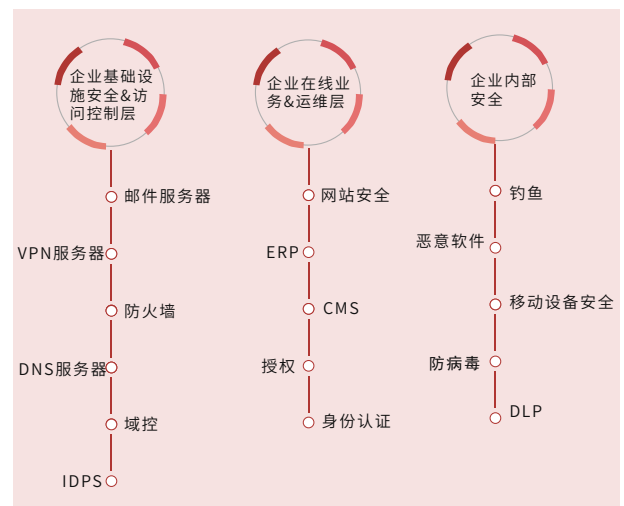 企业基础设
施安全&访
问控制层
邮件服务器
VPN服务器
防火墙
DNS服务器
域控
IDPS
企业在线业
务&运维层
网站安全
ERP
CMS
授权
身份认证
企业内部
安全
钓鱼
恶意软件
移动设备安全
防病毒
DLP